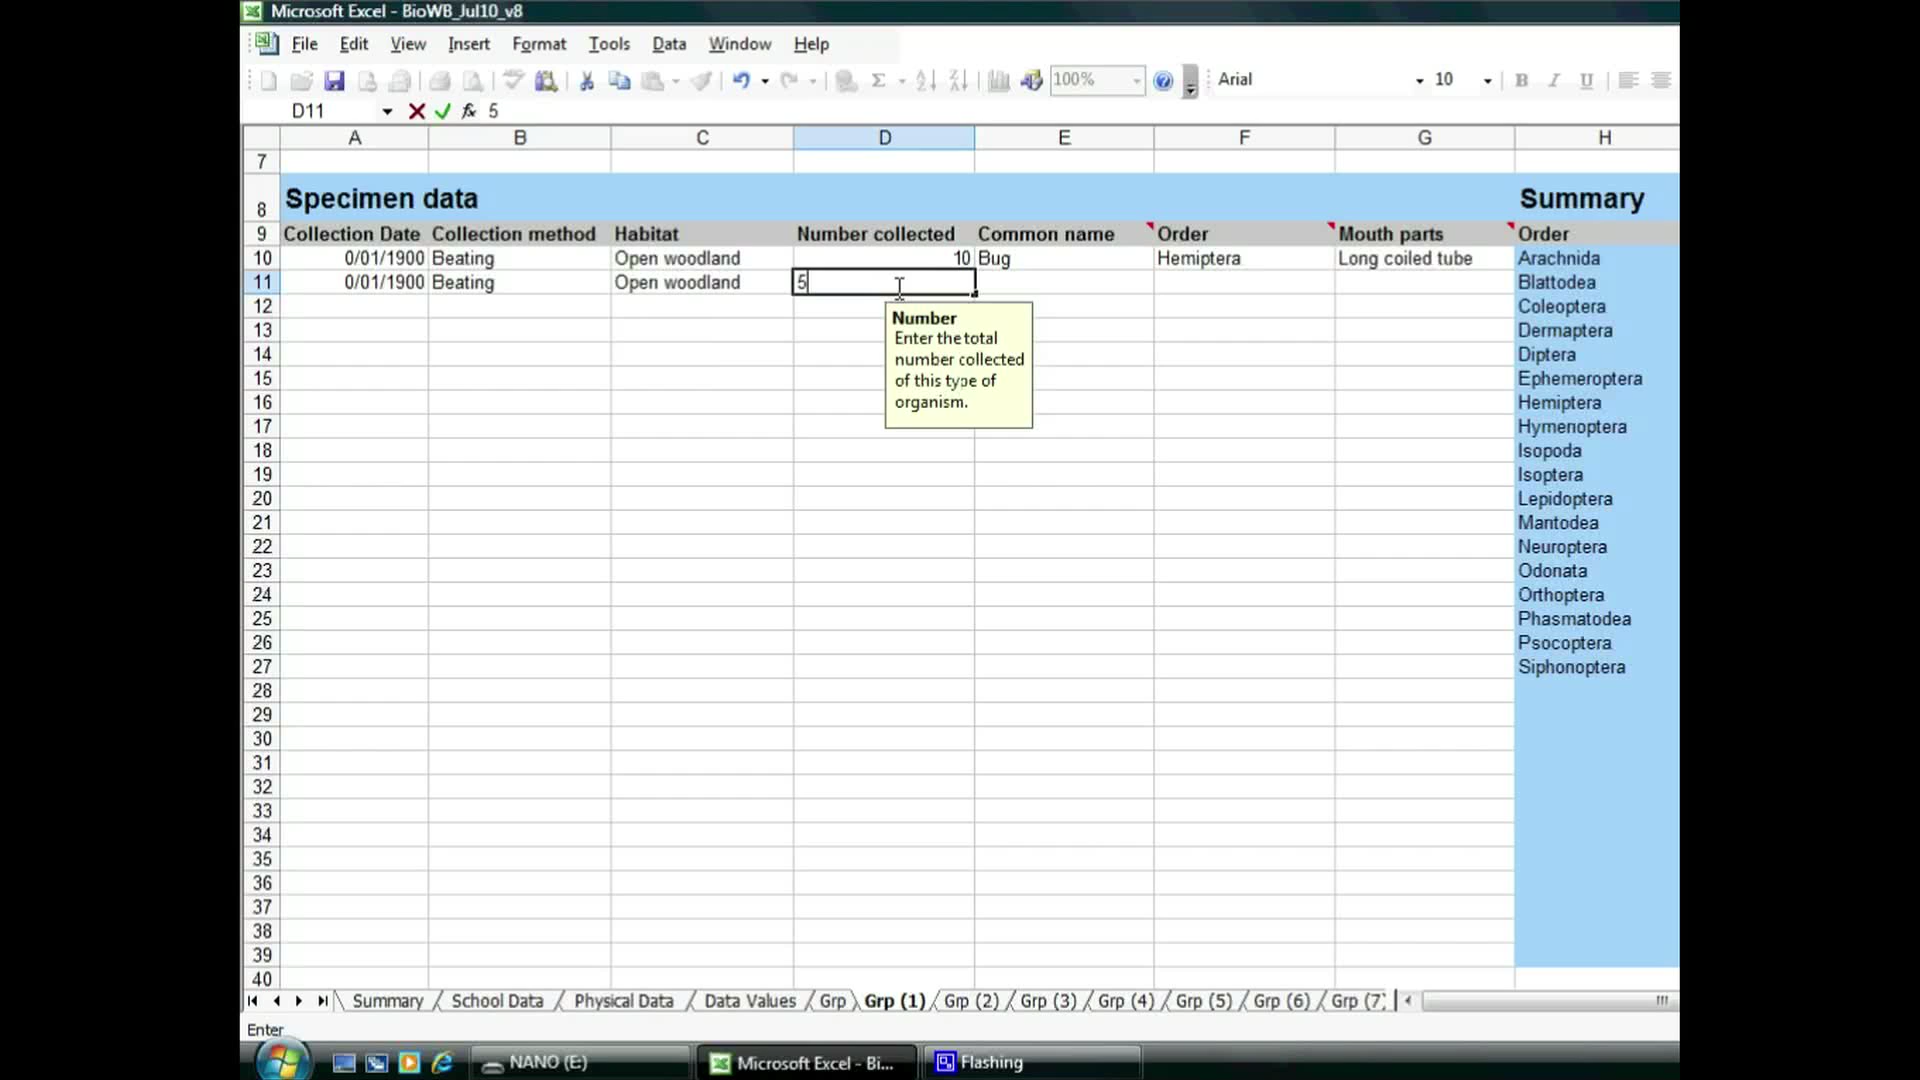 Microsoft Excel - BioWB_Jul10_v8
File Edit View Insert Format Tools Data Window Help
100% Arial 10 B I U
D11 fx 5
A B C D E F G H
7
8 Specimen data Summary
9 Collection Date Collection method Habitat Number collected Common name Order Mouth parts Order
10 0/01/1900 Beating Open woodland 10 Bug Hemiptera Long coiled tube Arachnida
11 0/01/1900 Beating Open woodland 5 Blattodea
12 Coleoptera
13 Dermaptera
14 Diptera
15 Ephemeroptera
16 Hemiptera
17 Hymenoptera
18 Isopoda
19 Isoptera
20 Lepidoptera
21 Mantodea
22 Neuroptera
23 Odonata
24 Orthoptera
25 Phasmatodea
26 Psocoptera
27 Siphonoptera
28
29
30
31
32
33
34
35
36
37
38
39
40
Number
Enter the total
number collected
of this type of
organism.
Summary School Data Physical Data Data Values Grp Grp (1) Grp (2) Grp (3) Grp (4) Grp (5) Grp (6) Grp (7)
Enter
NANO (E:) Microsoft Excel - Bi... Flashing